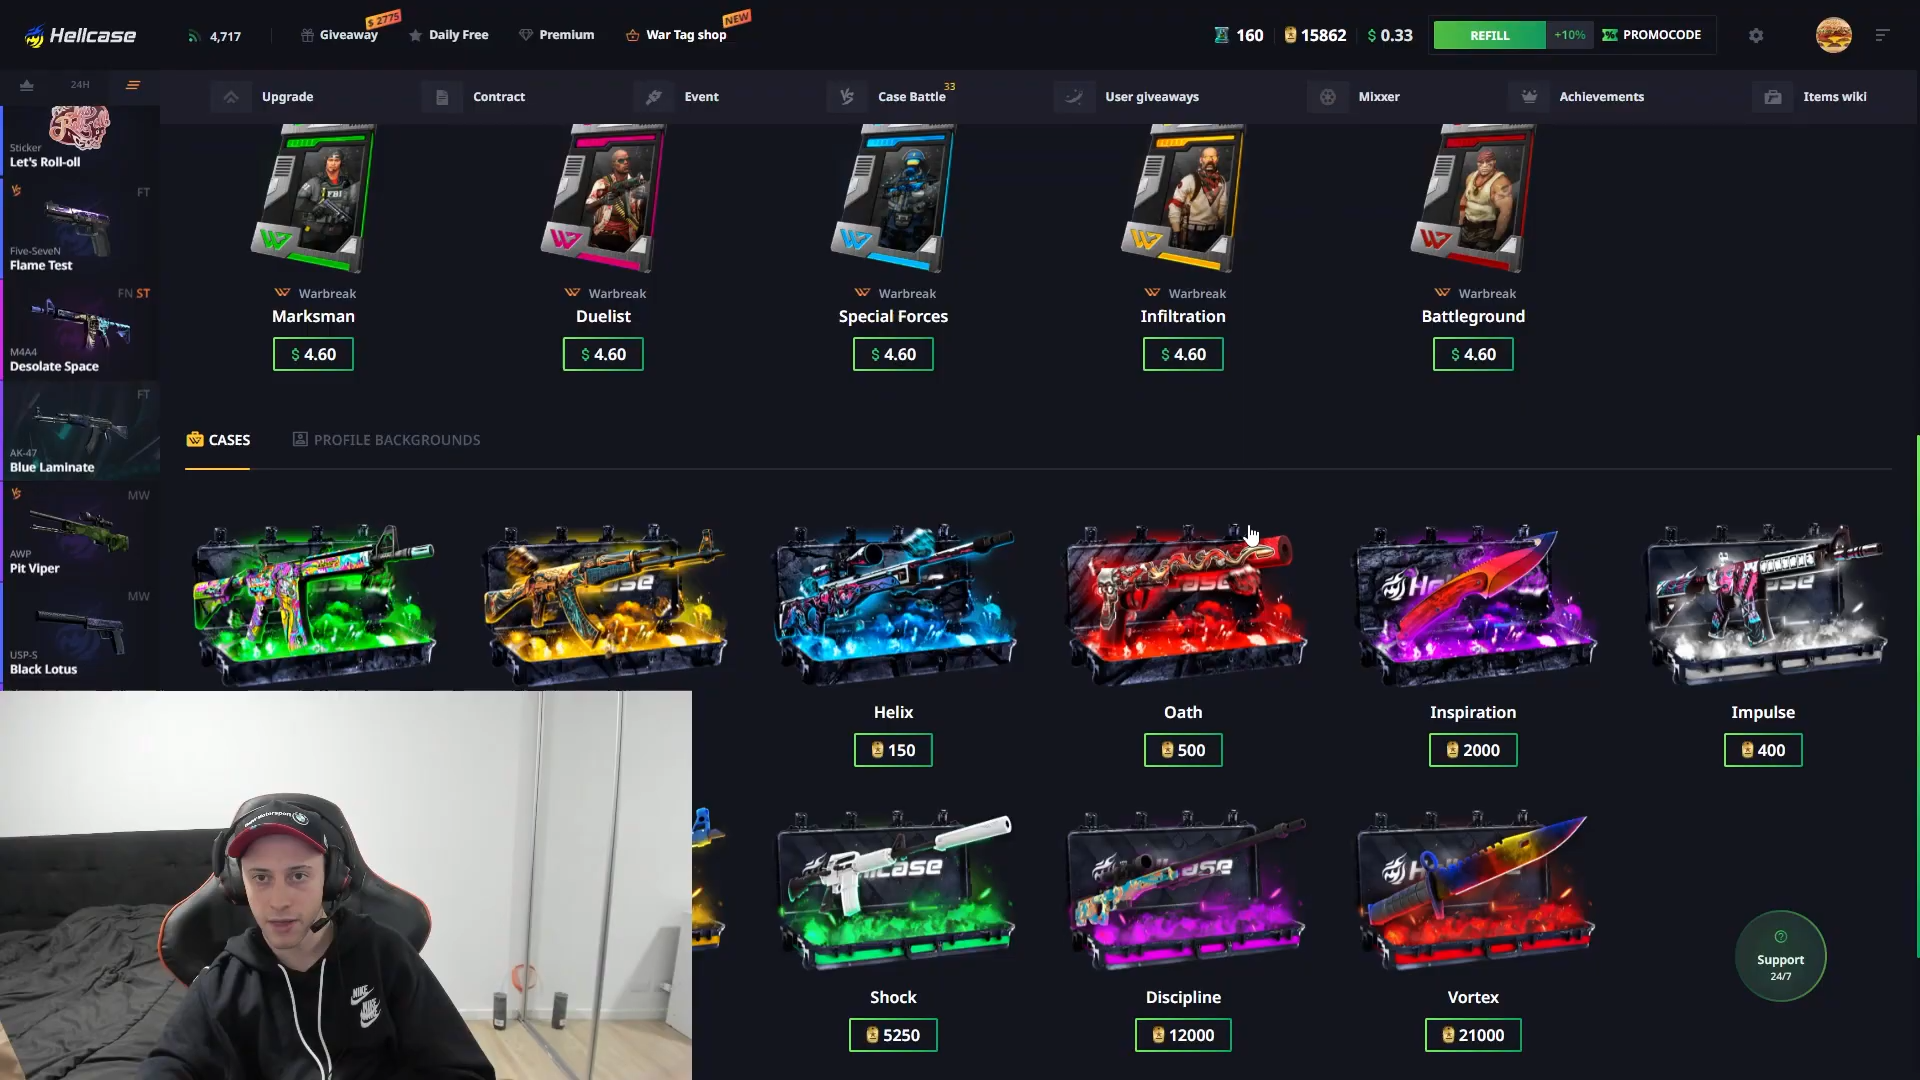 Hellcase
4,717
Giveaway
$ 2775
Daily Free
Premium
War Tag shop
NEW
160
15862
$ 0.33
REFILL
+10%
PROMOCODE
24H
Upgrade
Contract
Event
Case Battle
33
User giveaways
Mixxer
Achievements
Items wiki
Sticker
Let's Roll-oll
FT
Five-SeveN
Flame Test
FN ST
M4A4
Desolate Space
FT
AK-47
Blue Laminate
MW
AWP
Pit Viper
MW
USP-S
Black Lotus
FBI
Warbreak
Warbreak
Warbreak
Warbreak
Warbreak
Marksman
Duelist
Special Forces
Infiltration
Battleground
$ 4.60
$ 4.60
$ 4.60
$ 4.60
$ 4.60
CASES
PROFILE BACKGROUNDS
Helix
Oath
Inspiration
Impulse
150
500
2000
400
Hellcase
Shock
Discipline
Vortex
5250
12000
21000
Support
24/7
NIKE
NIKE